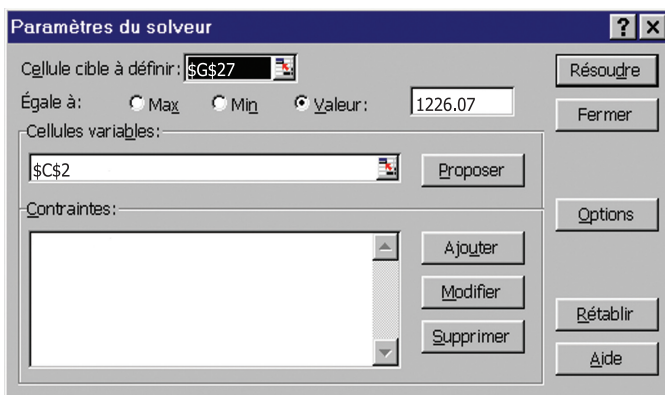 Paramètres du solveur
Cellule cible à définir: $G$27
Résoudre
Égale à: Max Min Valeur: 1226.07
Fermer
Cellules variables:
$C$2
Proposer
Contraintes:
Options
Ajouter
Modifier
Rétablir
Supprimer
Aide